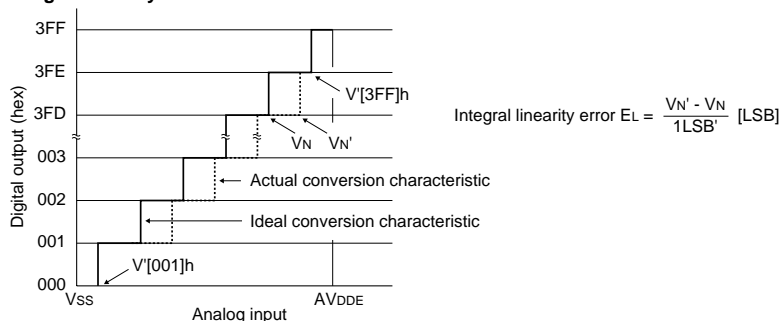 3FF
3FE
V'[3FF]h
3FD
Digital output (hex)
VN
VN'
Integral linearity error EL = VN' - VN
1LSB'
[LSB]
003
Actual conversion characteristic
002
Ideal conversion characteristic
001
V'[001]h
000
VSS
AVDDE
Analog input